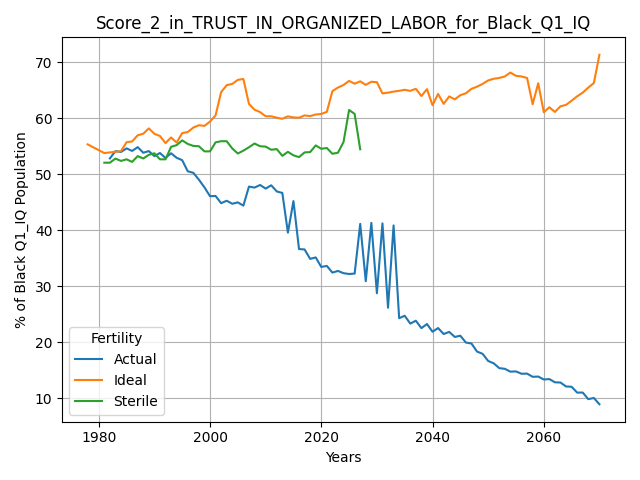 Score_2_in_TRUST_IN_ORGANIZED_LABOR_for_Black_Q1_IQ
% of Black Q1_IQ Population
70
60
50
40
30
20
10
Fertility
Actual
Ideal
Sterile
1980
2000
2020
2040
2060
Years